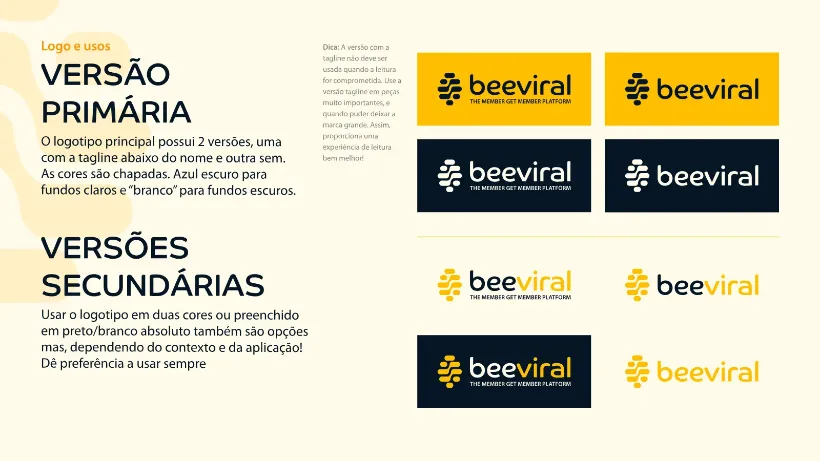 Logo e usos
VERSÃO
PRIMÁRIA
O logotipo principal possui 2 versões, uma
com a tagline abaixo do nome e outra sem.
As cores são chapadas. Azul escuro para
fundos claros e “branco” para fundos escuros.
Dica: A versão com a
tagline não deve ser
usada quando a leitura
for comprometida. Use a
versão tagline em peças
muito importantes, e
quando puder deixar a
marca grande. Assim,
proporciona uma
experiência de leitura
bem melhor!
beeviral
THE MEMBER GET MEMBER PLATFORM
beeviral
beeviral
THE MEMBER GET MEMBER PLATFORM
beeviral
VERSÕES
SECUNDÁRIAS
Usar o logotipo em duas cores ou preenchido
em preto/branco absoluto também são opções
mas, dependendo do contexto e da aplicação!
Dê preferência a usar sempre
beeviral
THE MEMBER GET MEMBER PLATFORM
beeviral
beeviral
THE MEMBER GET MEMBER PLATFORM
beeviral